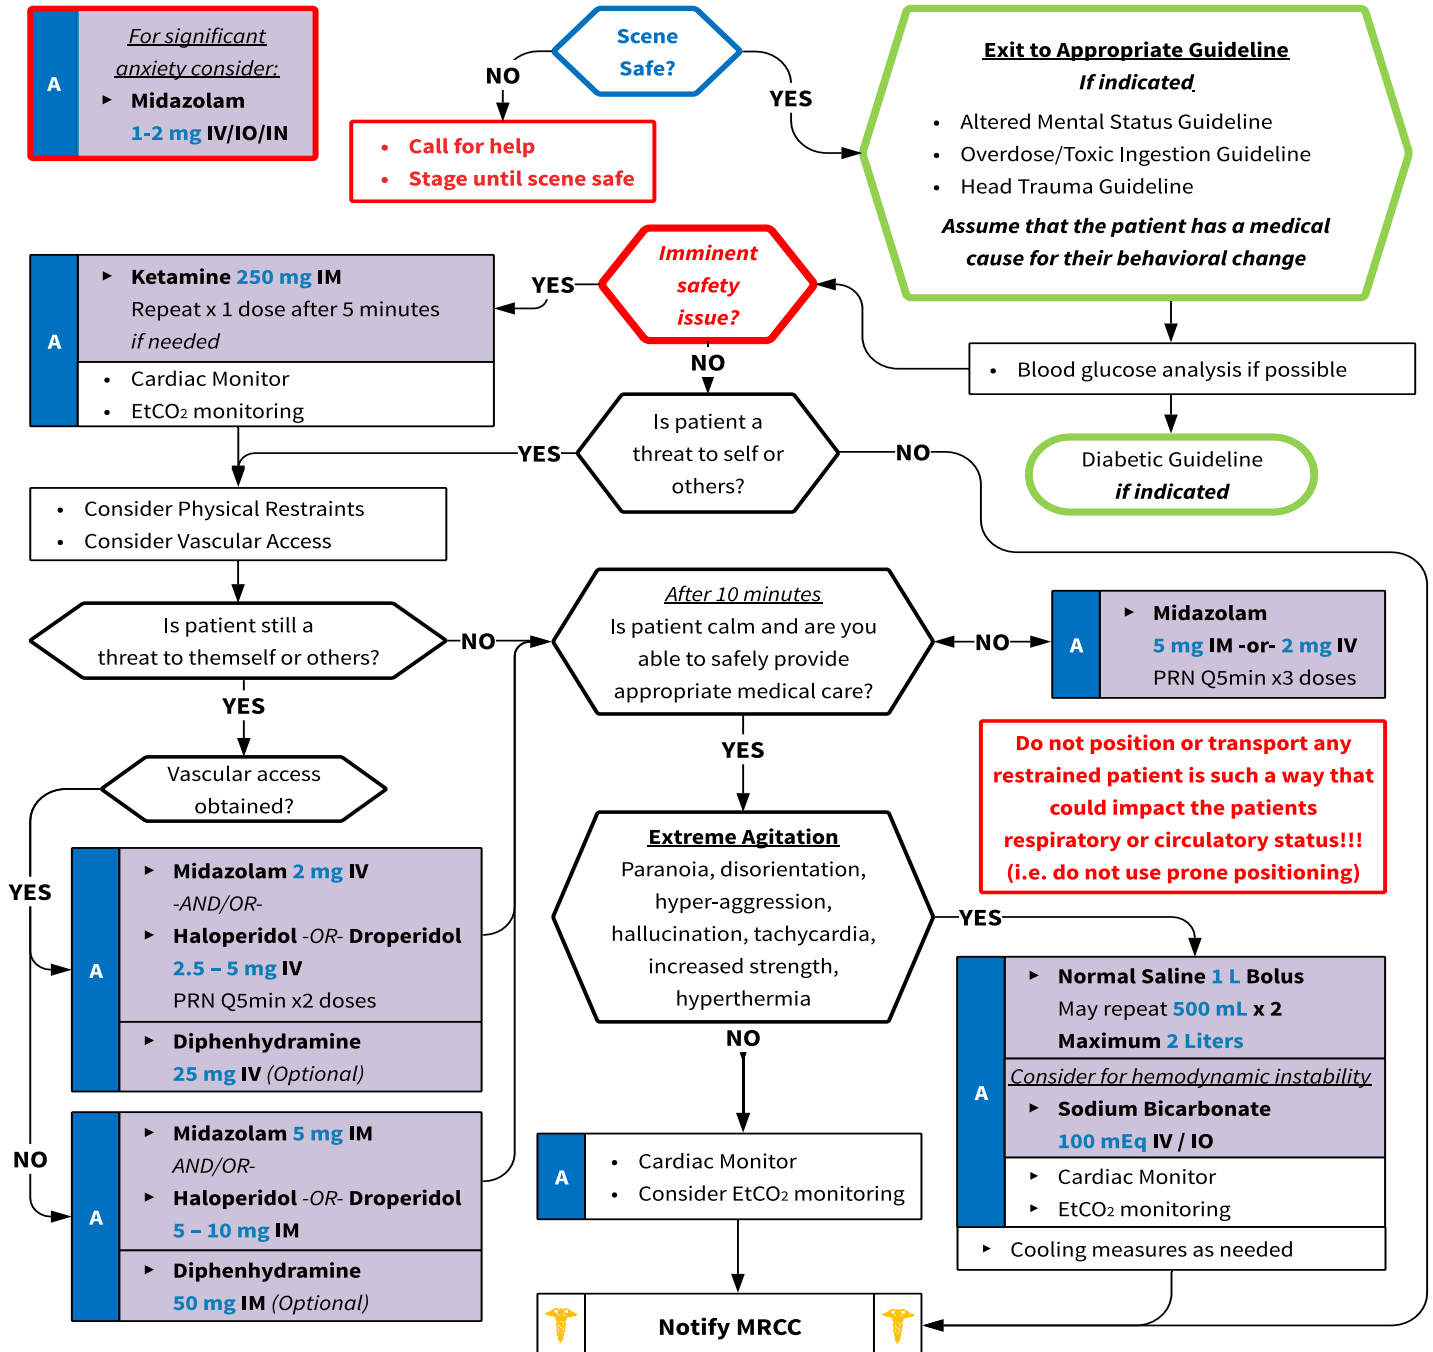 A
For significant
anxiety consider:
▸ Midazolam
1-2 mg IV/IO/IN
Scene
Safe?
NO
YES
• Call for help
• Stage until scene safe
Exit to Appropriate Guideline
If indicated
• Altered Mental Status Guideline
• Overdose/Toxic Ingestion Guideline
• Head Trauma Guideline
Assume that the patient has a medical
cause for their behavioral change
Imminent
safety
issue?
YES
NO
A
▸ Ketamine 250 mg IM
Repeat x 1 dose after 5 minutes
if needed
• Cardiac Monitor
• EtCO₂ monitoring
• Blood glucose analysis if possible
Diabetic Guideline
if indicated
Is patient a
threat to self or
others?
YES
NO
• Consider Physical Restraints
• Consider Vascular Access
Is patient still a
threat to themself or others?
NO
YES
After 10 minutes
Is patient calm and are you
able to safely provide
appropriate medical care?
NO
YES
A
▸ Midazolam
5 mg IM -or- 2 mg IV
PRN Q5min x3 doses
Do not position or transport any
restrained patient is such a way that
could impact the patients
respiratory or circulatory status!!!
(i.e. do not use prone positioning)
Vascular access
obtained?
YES
NO
A
▸ Midazolam 2 mg IV
-AND/OR-
▸ Haloperidol -OR- Droperidol
2.5 – 5 mg IV
PRN Q5min x2 doses
▸ Diphenhydramine
25 mg IV (Optional)
A
▸ Midazolam 5 mg IM
AND/OR-
▸ Haloperidol -OR- Droperidol
5 – 10 mg IM
▸ Diphenhydramine
50 mg IM (Optional)
Extreme Agitation
Paranoia, disorientation,
hyper-aggression,
hallucination, tachycardia,
increased strength,
hyperthermia
YES
NO
A
▸ Normal Saline 1 L Bolus
May repeat 500 mL x 2
Maximum 2 Liters
Consider for hemodynamic instability
▸ Sodium Bicarbonate
100 mEq IV / IO
▸ Cardiac Monitor
▸ EtCO₂ monitoring
▸ Cooling measures as needed
A
• Cardiac Monitor
• Consider EtCO₂ monitoring
Notify MRCC